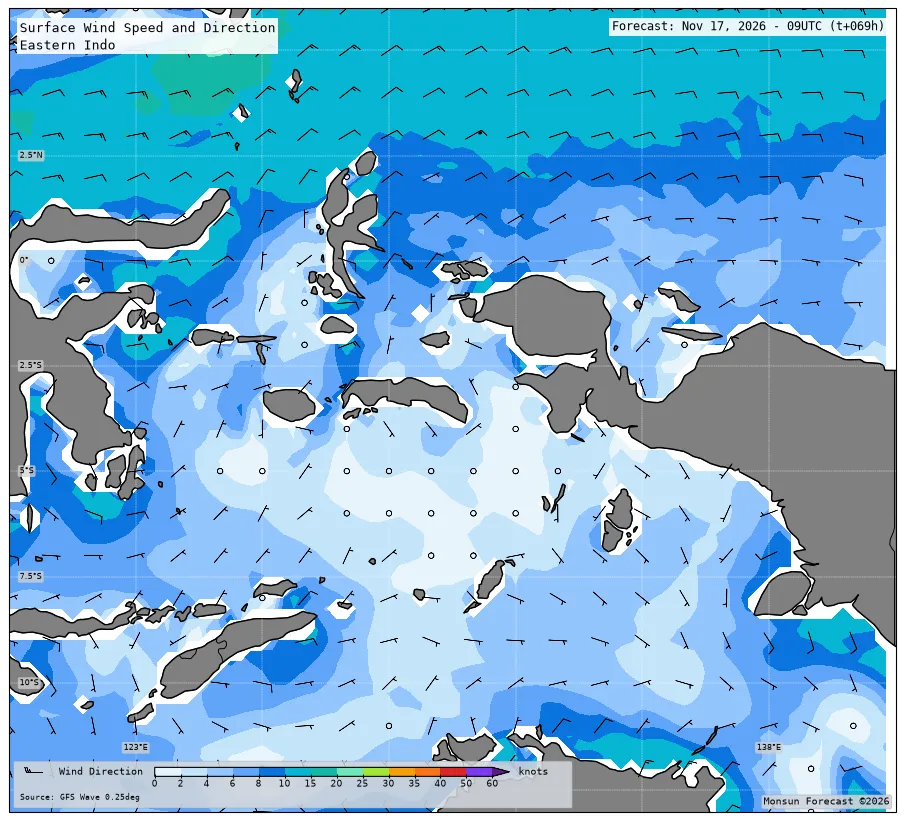 Surface Wind Speed and Direction
Eastern Indo
Forecast: Nov 17, 2026 - 09UTC (t+069h)
2.5°N
0°
2.5°S
5°S
7.5°S
10°S
123°E
138°E
Wind Direction
0 2 4 6 8 10 15 20 30 35 40 50 60
knots
Source: GFS Wave 0.25deg
Monsun Forecast ©2026